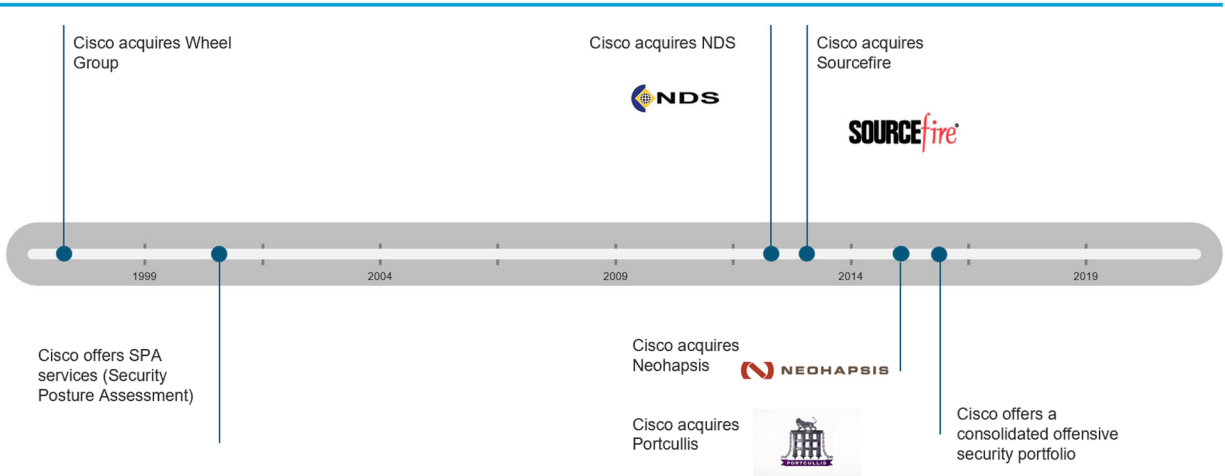 Cisco acquires Wheel
Group
Cisco acquires NDS
NDS
Cisco acquires
Sourcefire
SOURCEfire®
1999
2004
2009
2014
2019
Cisco offers SPA
services (Security
Posture Assessment)
Cisco acquires
Neohapsis
NEOHAPSIS
Cisco acquires
Portcullis
PORTCULLIS
Cisco offers a
consolidated offensive
security portfolio